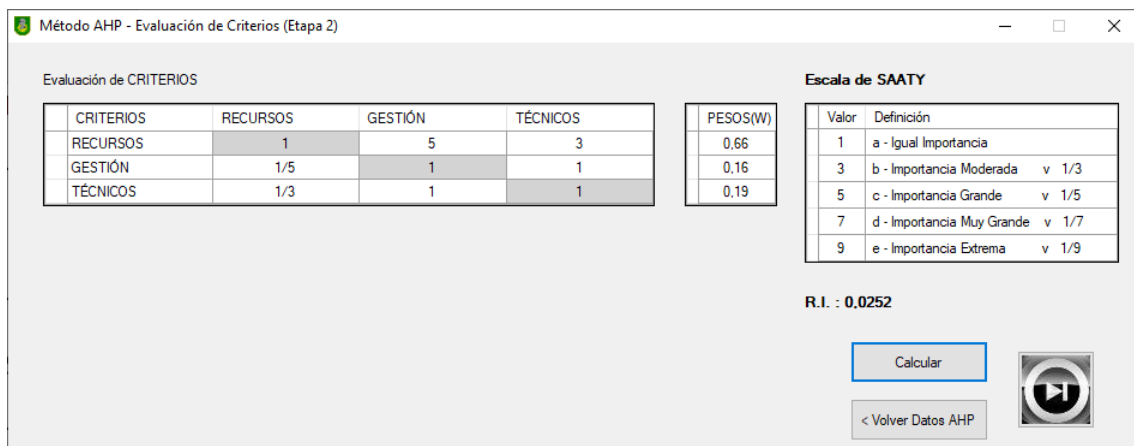 Método AHP - Evaluación de Criterios (Etapa 2)
Evaluación de CRITERIOS
CRITERIOS RECURSOS GESTIÓN TÉCNICOS
RECURSOS 1 5 3
GESTIÓN 1/5 1 1
TÉCNICOS 1/3 1 1
PESOS(W)
0,66
0,16
0,19
Escala de SAATY
Valor Definición
1 a - Igual Importancia
3 b - Importancia Moderada v 1/3
5 c - Importancia Grande v 1/5
7 d - Importancia Muy Grande v 1/7
9 e - Importancia Extrema v 1/9
R.I. : 0,0252
Calcular
< Volver Datos AHP